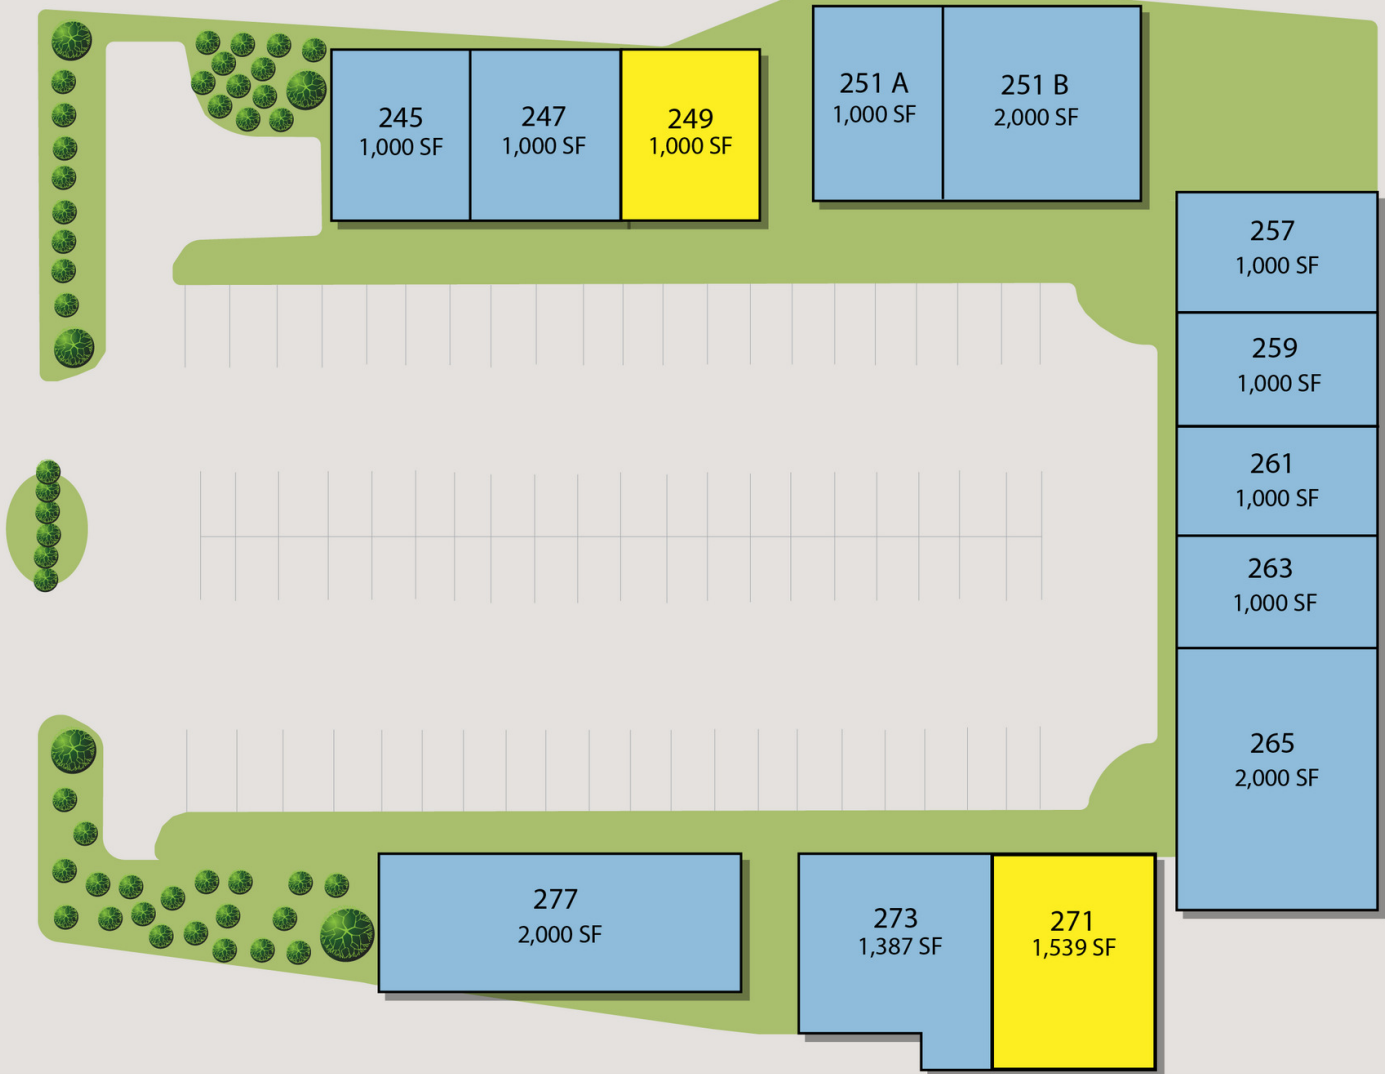 245
1,000 SF
247
1,000 SF
249
1,000 SF
251 A
1,000 SF
251 B
2,000 SF
257
1,000 SF
259
1,000 SF
261
1,000 SF
263
1,000 SF
265
2,000 SF
277
2,000 SF
273
1,387 SF
271
1,539 SF